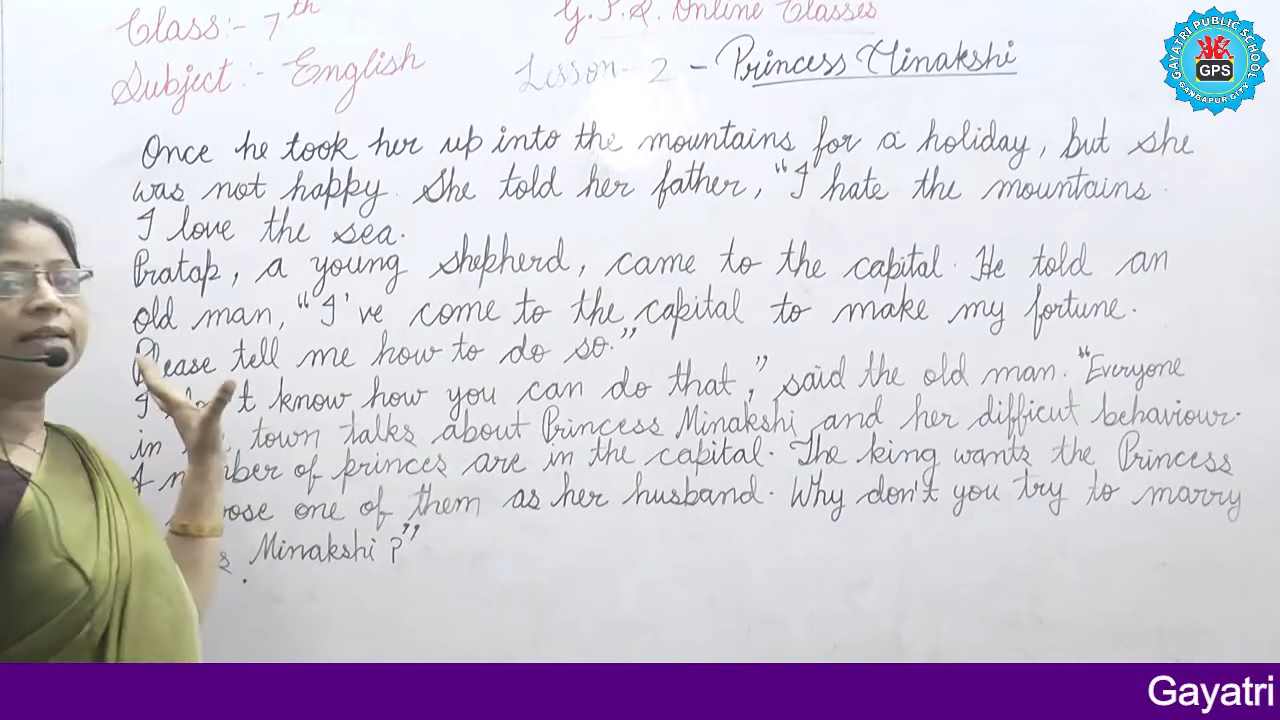 Class:- 7th
G.P.S. Online Classes
Subject:- English
Lesson- 2 - Princess Minakshi
GAYATRI PUBLIC SCHOOL
GPS
GANGAPUR CITY
Once he took her up into the mountains for a holiday, but she
was not happy. She told her father, "I hate the mountains.
I love the sea.
Pratap, a young shepherd, came to the capital. He told an
old man, "I've come to the capital to make my fortune.
Please tell me how to do so."
I know how you can do that," said the old man. "Everyone
in town talks about Princess Minakshi and her difficut behaviour.
A number of princes are in the capital. The king wants the Princess
one of them as her husband. Why don't you try to marry
Minakshi?"
Gayatri